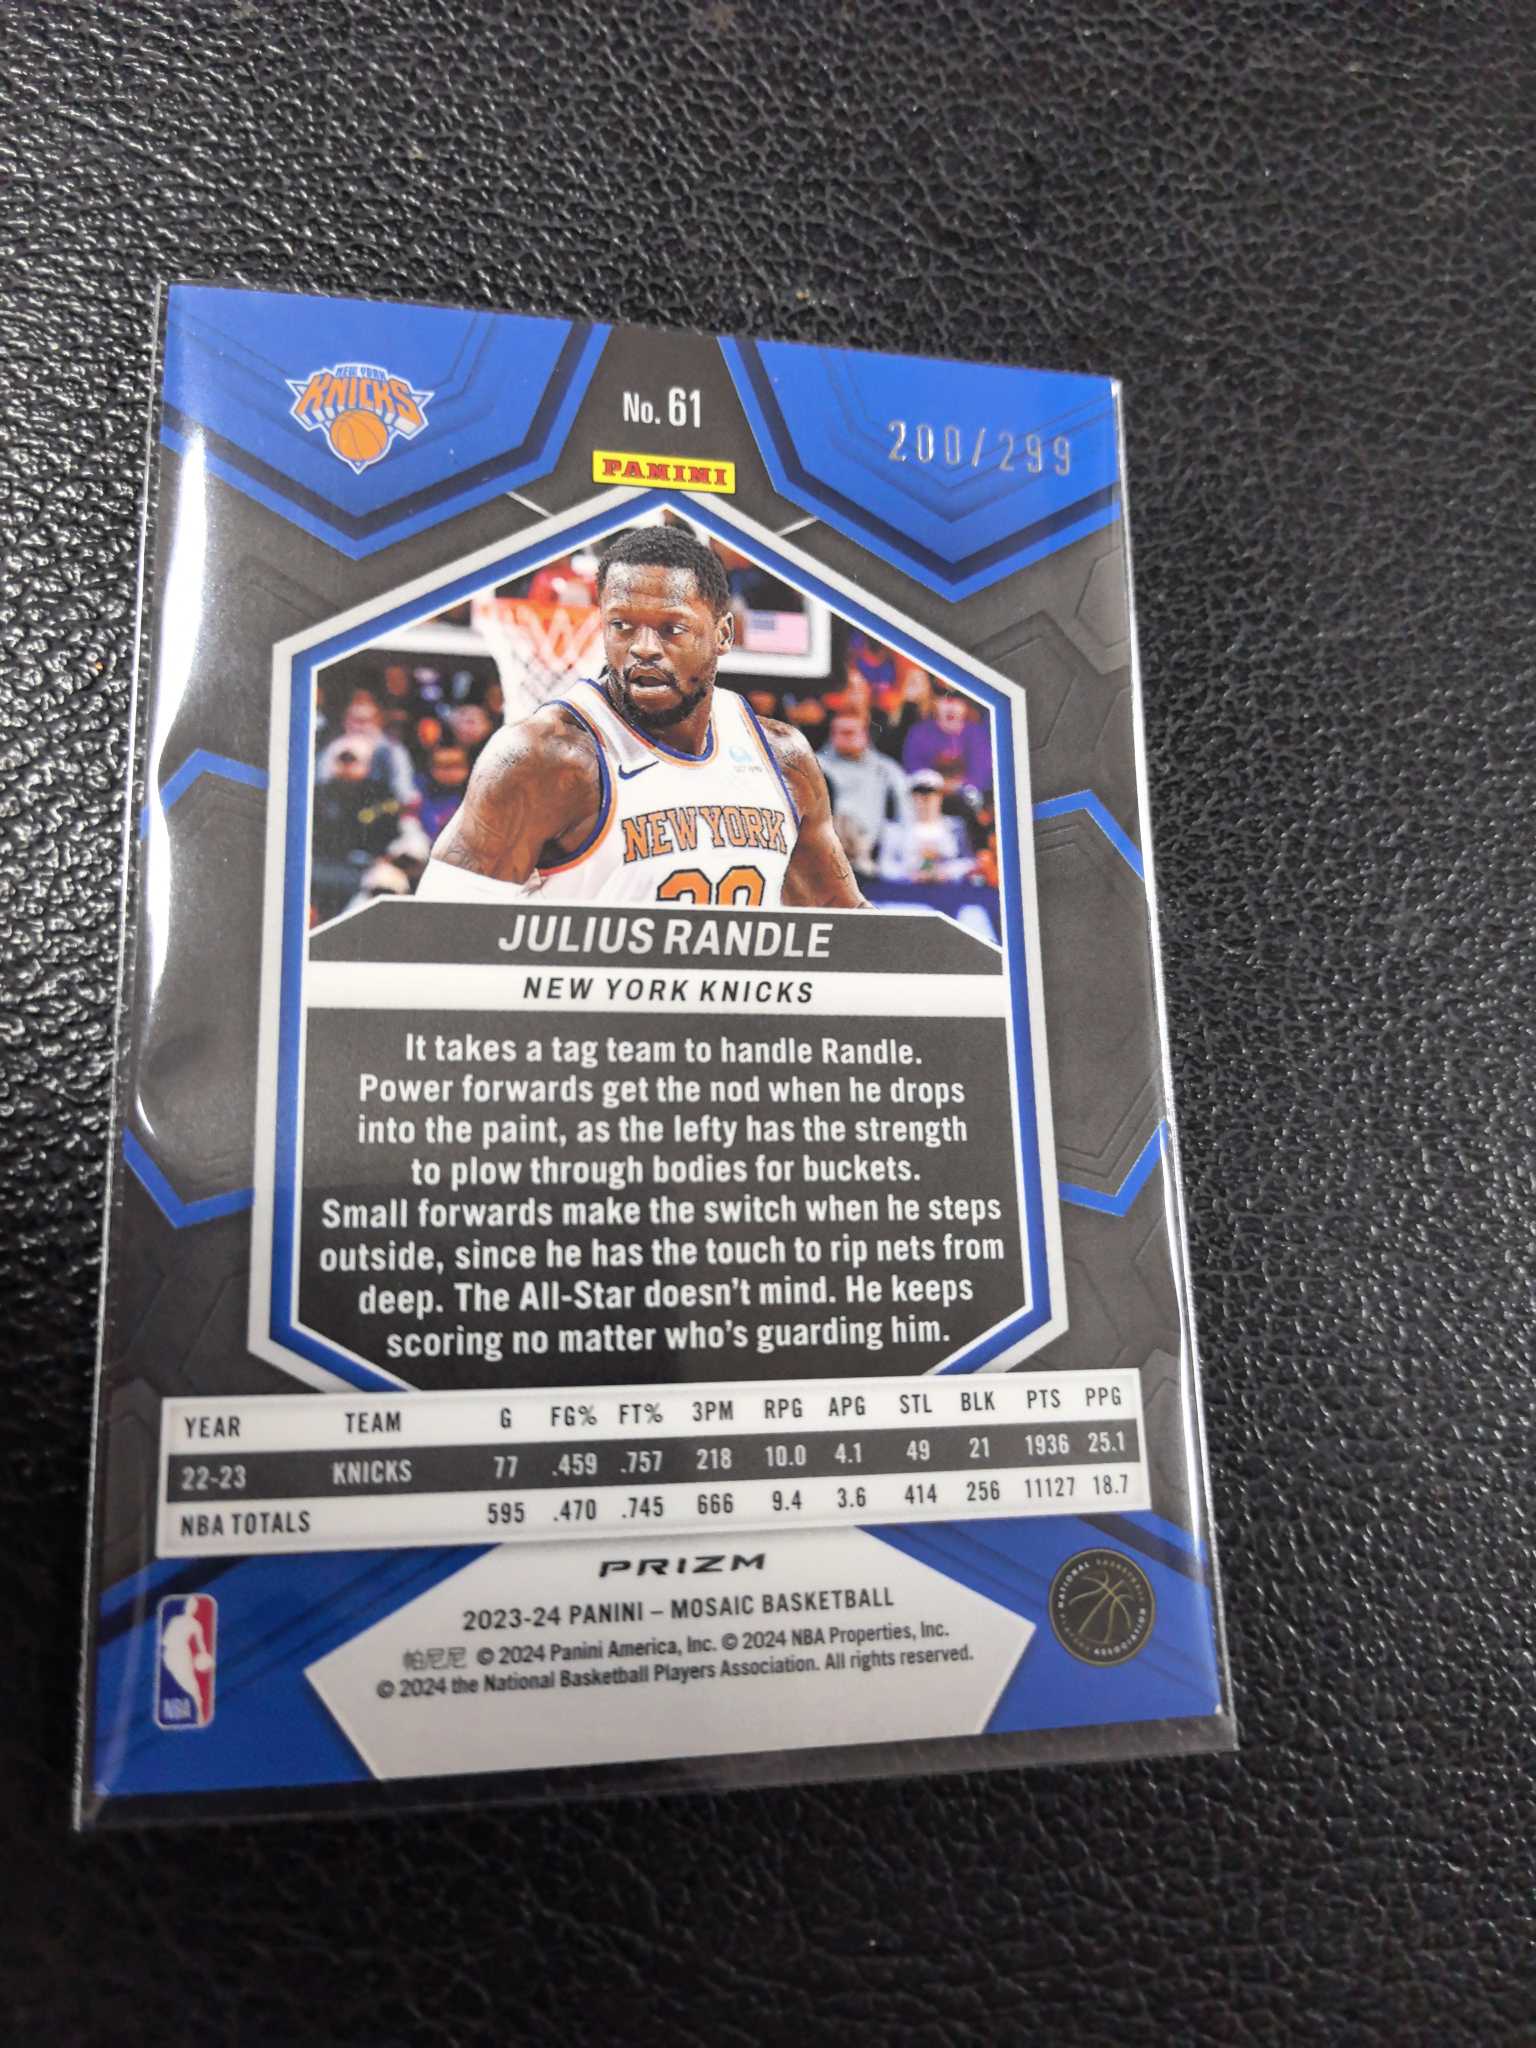 NEW YORK
KNICKS
No. 61
200/299
PANINI
NEW YORK
JULIUS RANDLE
NEW YORK KNICKS
It takes a tag team to handle Randle.
Power forwards get the nod when he drops
into the paint, as the lefty has the strength
to plow through bodies for buckets.
Small forwards make the switch when he steps
outside, since he has the touch to rip nets from
deep. The All-Star doesn't mind. He keeps
scoring no matter who's guarding him.
YEAR TEAM G FG% FT% 3PM RPG APG STL BLK PTS PPG
22-23 KNICKS 77 .459 .757 218 10.0 4.1 49 21 1936 25.1
NBA TOTALS 595 .470 .745 666 9.4 3.6 414 256 11127 18.7
PRIZM
2023-24 PANINI – MOSAIC BASKETBALL
帕尼尼 © 2024 Panini America, Inc. © 2024 NBA Properties, Inc.
© 2024 the National Basketball Players Association. All rights reserved.
NBA
NATIONAL BASKETBALL PLAYERS ASSOCIATION